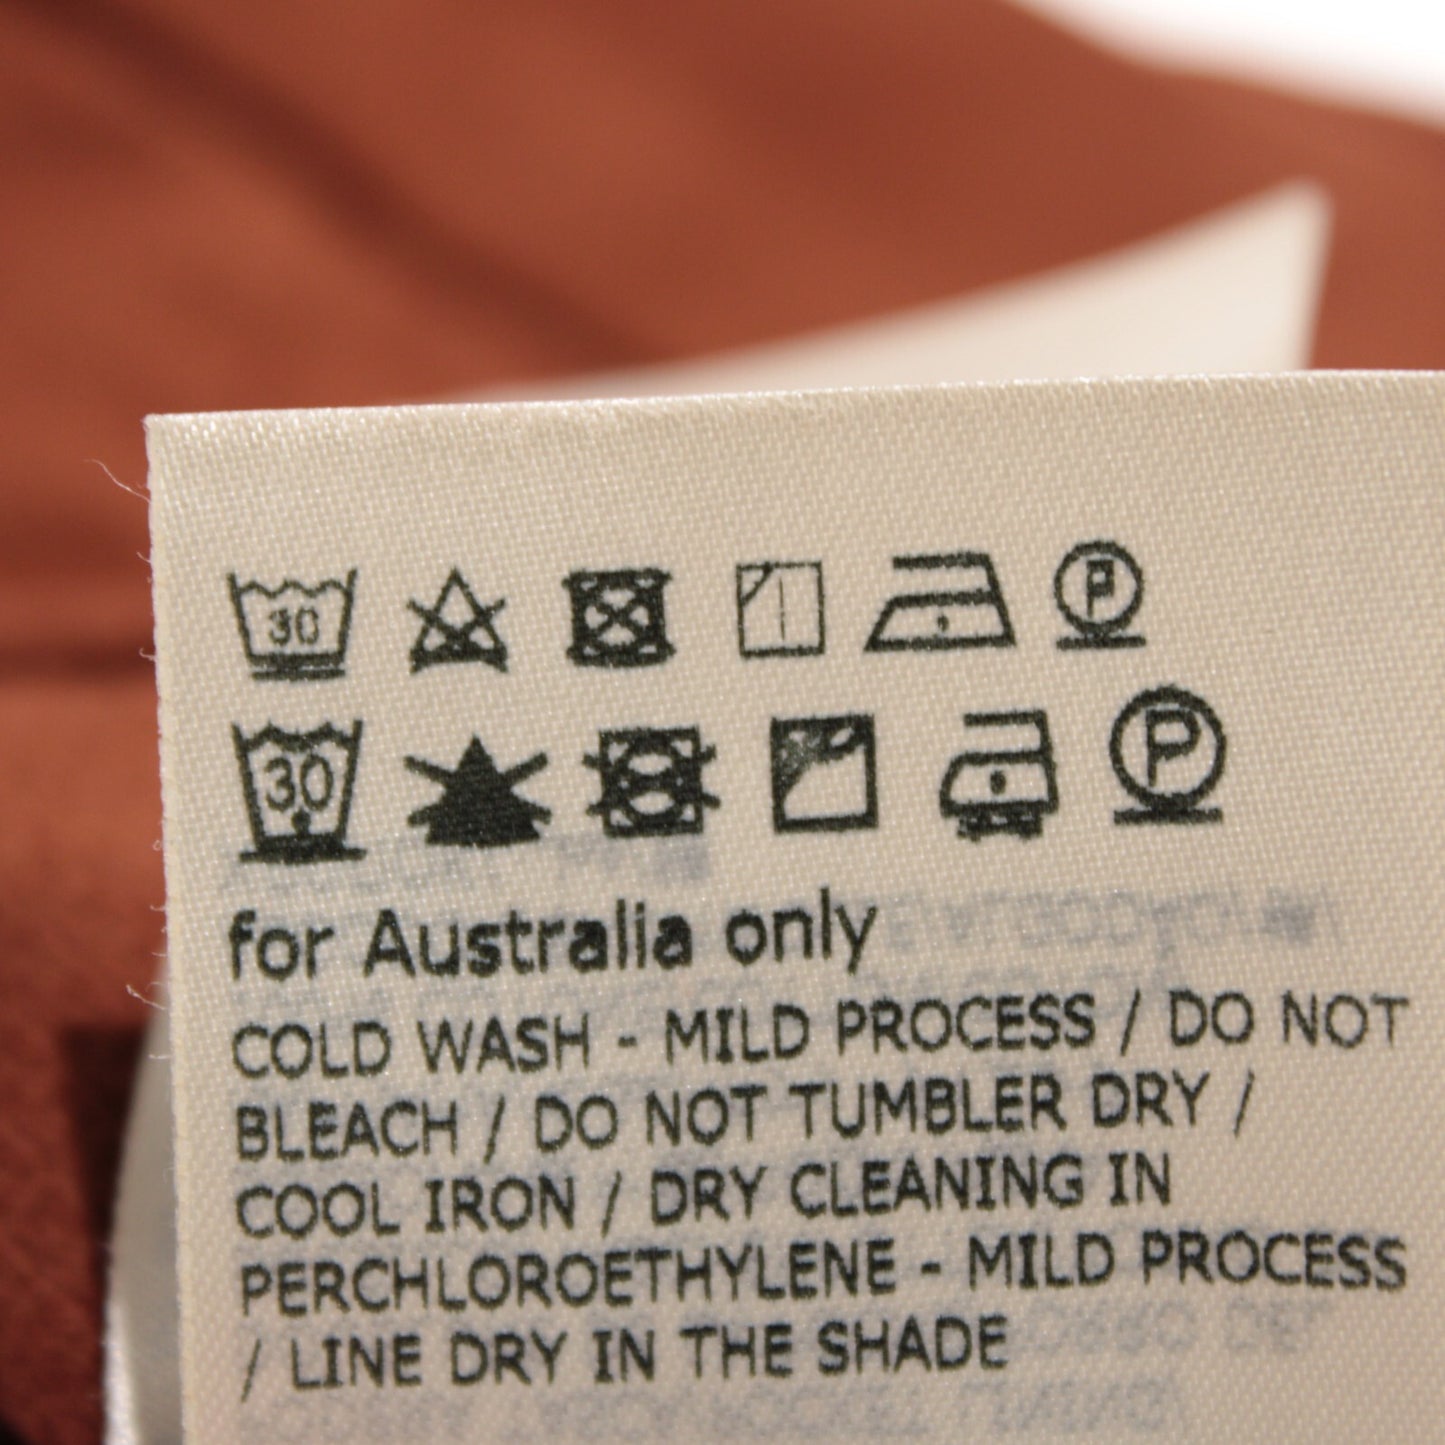 30 P
30 P
for Australia only
COLD WASH - MILD PROCESS / DO NOT
BLEACH / DO NOT TUMBLER DRY /
COOL IRON / DRY CLEANING IN
PERCHLOROETHYLENE - MILD PROCESS
/ LINE DRY IN THE SHADE